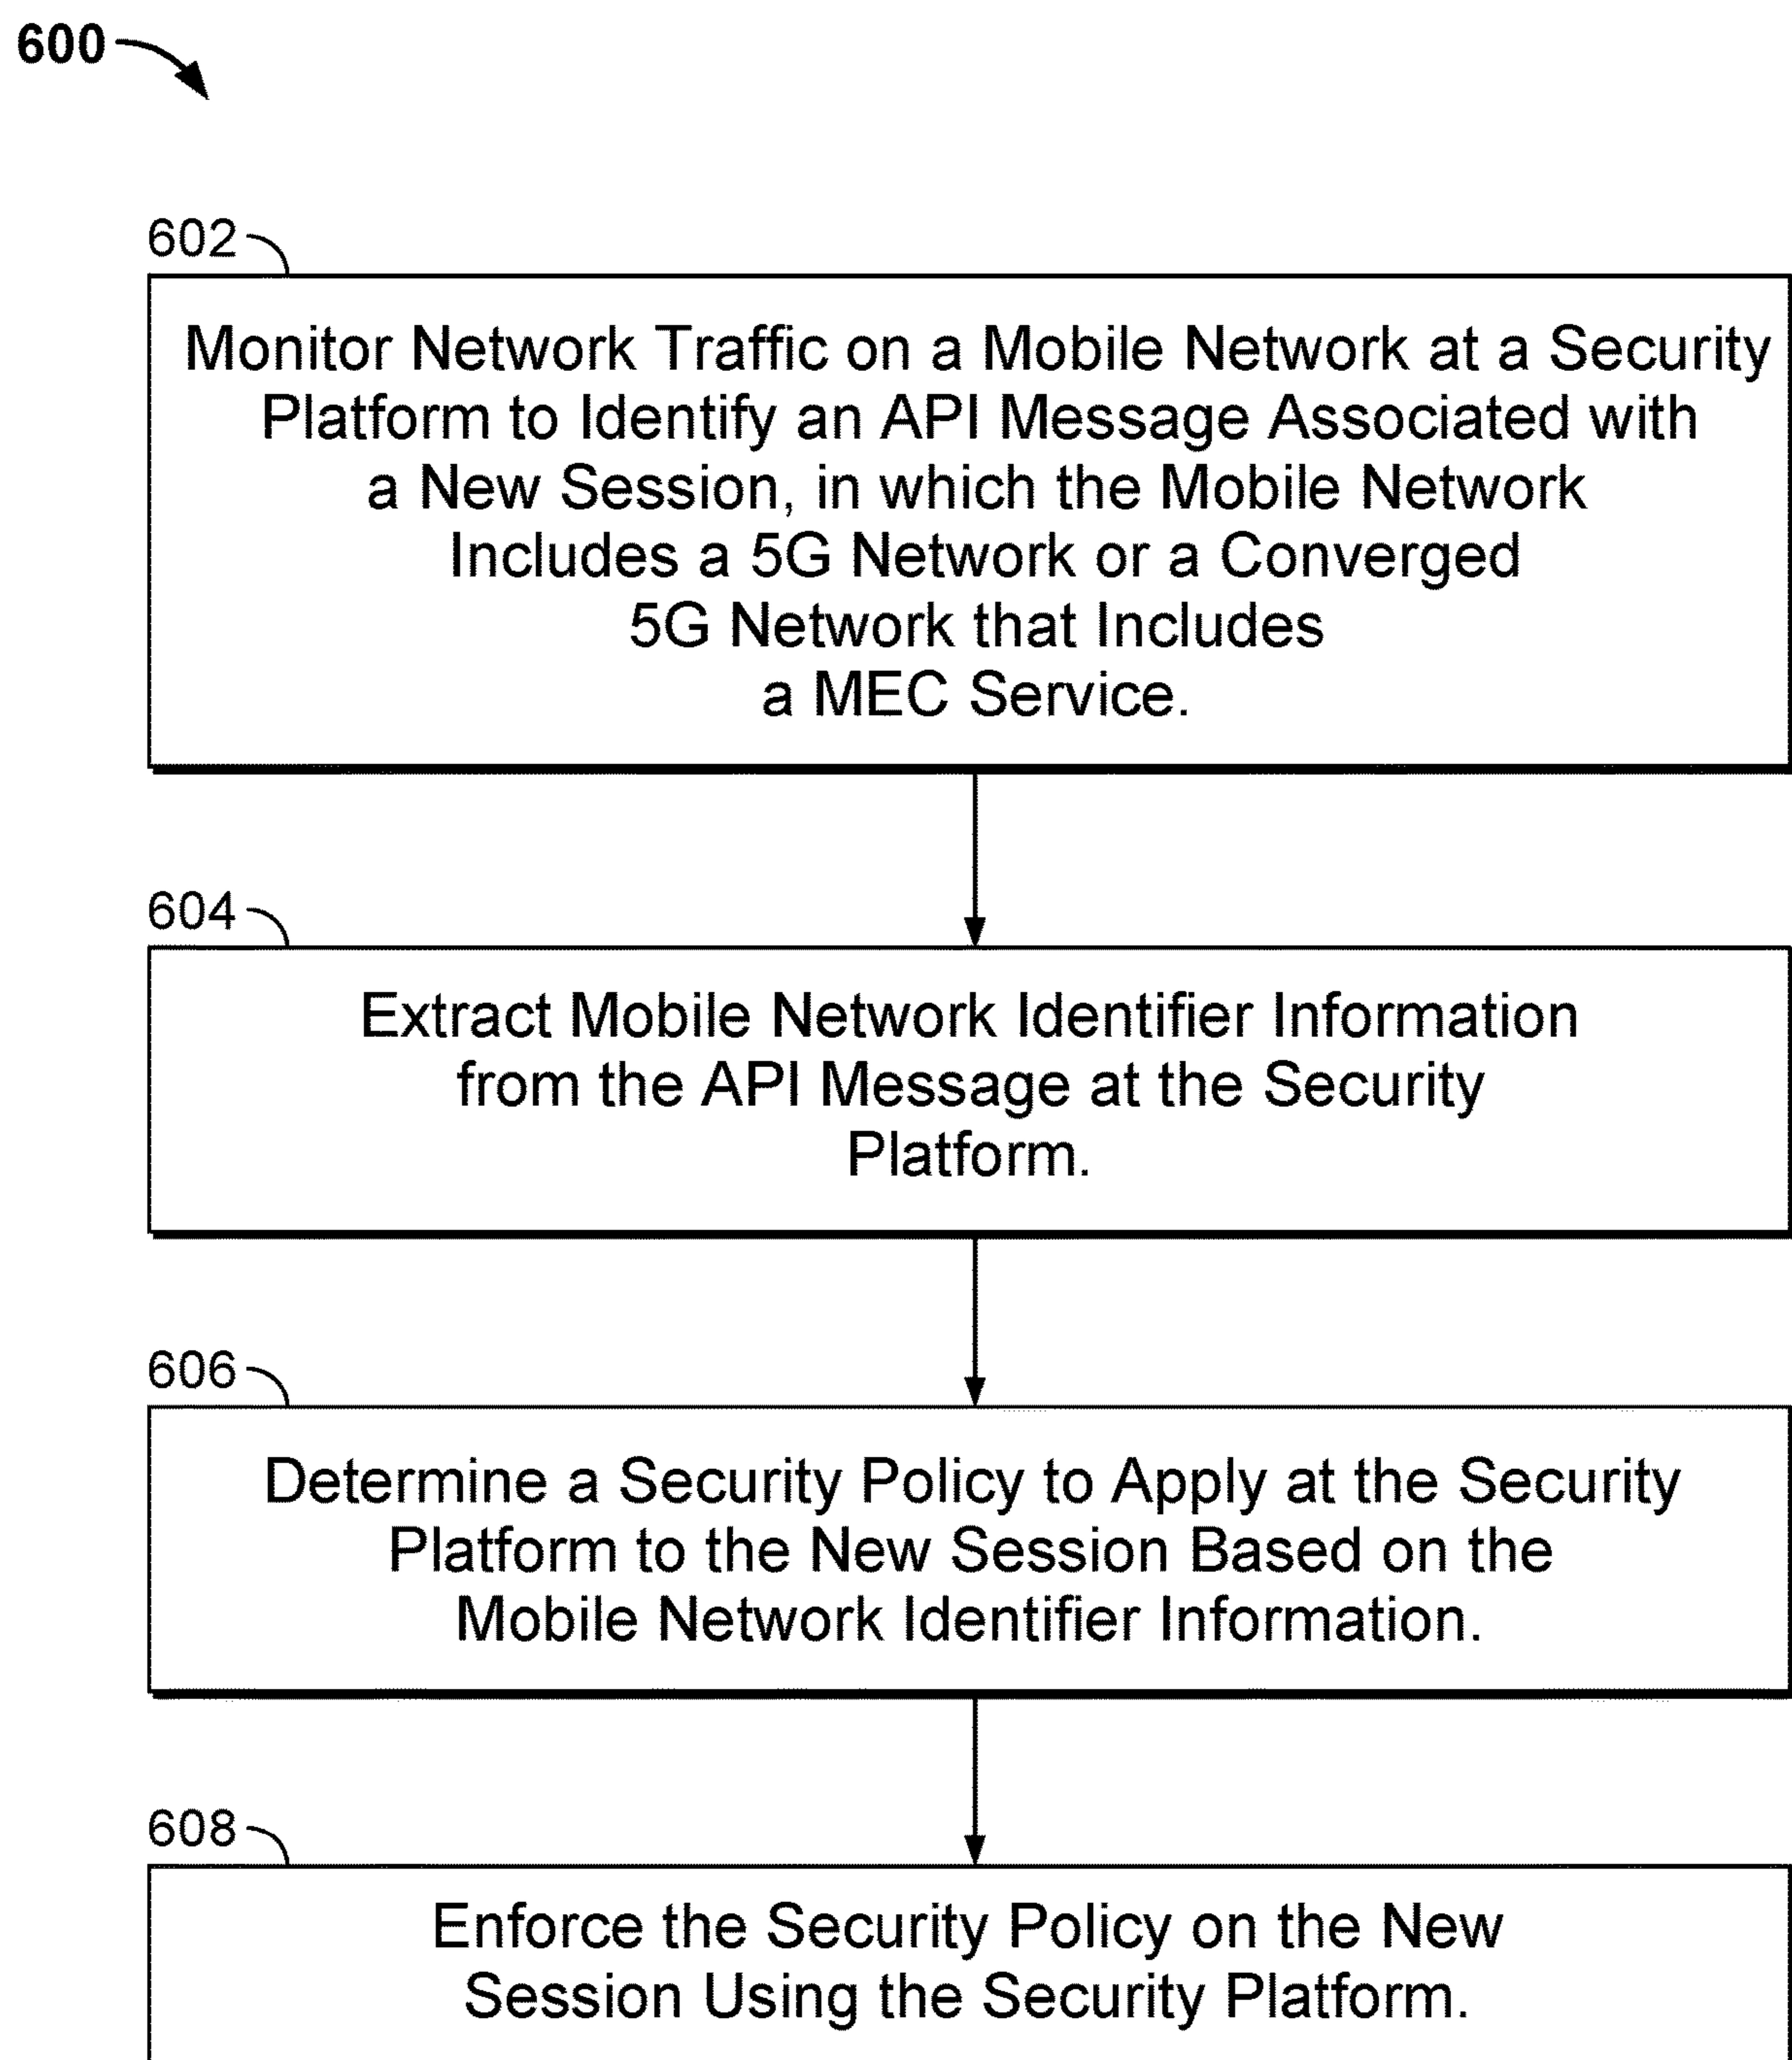 600
602
Monitor Network Traffic on a Mobile Network at a Security
Platform to Identify an API Message Associated with
a New Session, in which the Mobile Network
Includes a 5G Network or a Converged
5G Network that Includes
a MEC Service.
604
Extract Mobile Network Identifier Information
from the API Message at the Security
Platform.
606
Determine a Security Policy to Apply at the Security
Platform to the New Session Based on the
Mobile Network Identifier Information.
608
Enforce the Security Policy on the New
Session Using the Security Platform.